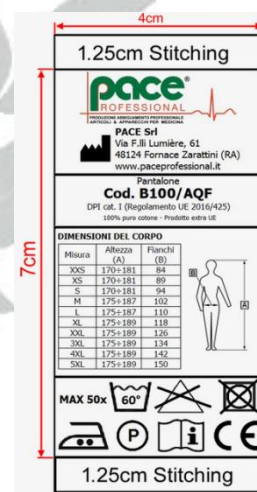 4cm
1.25cm Stitching
7cm
pace®
ROFESSIONAL
PRODUZIONE ABBIGLIAMENTO PROFESSIONALE
ARTICOLI & APPARECCHI PER MEDICINA
PACE Srl
Via F.lli Lumière, 61
48124 Fornace Zarattini (RA)
www.paceprofessional.it
Pantalone
Cod. B100/AQF
DPI cat. I (Regolamento UE 2016/425)
100% puro cotone - Prodotto extra UE
DIMENSIONI DEL CORPO
Misura Altezza (A) Fianchi (B)
XXS 170÷181 84
XS 170÷181 89
S 170÷181 94
M 175÷187 102
L 175÷187 110
XL 175÷189 118
XXL 175÷189 126
3XL 175÷189 134
4XL 175÷189 142
5XL 175÷189 150
B
A
MAX 50x 60°
P i CE
1.25cm Stitching